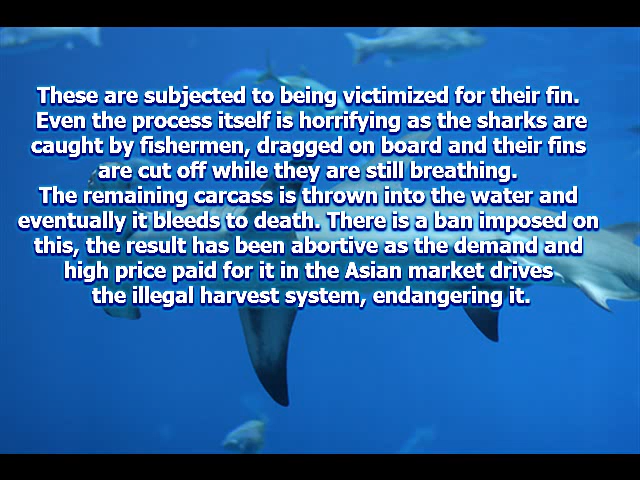 These are subjected to being victimized for their fin.
Even the process itself is horrifying as the sharks are
caught by fishermen, dragged on board and their fins
are cut off while they are still breathing.
The remaining carcass is thrown into the water and
eventually it bleeds to death. There is a ban imposed on
this, the result has been abortive as the demand and
high price paid for it in the Asian market drives
the illegal harvest system, endangering it.